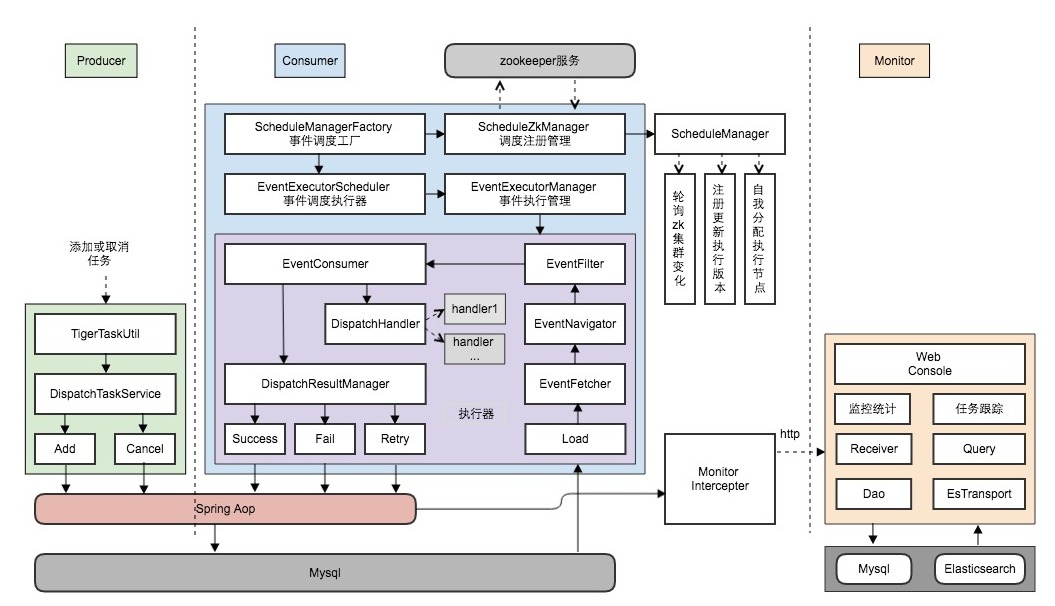 Producer
Consumer
zookeeper服务
Monitor
ScheduleManagerFactory
事件调度工厂
ScheduleZkManager
调度注册管理
ScheduleManager
EventExecutorScheduler
事件调度执行器
EventExecutorManager
事件执行管理
轮询zk集群变化
注册更新执行版本
自我分配执行节点
添加或取消
任务
EventConsumer
EventFilter
handler1
TigerTaskUtil
DispatchHandler
EventNavigator
handler
...
Web
Console
DispatchTaskService
DispatchResultManager
EventFetcher
执行器
监控统计
任务跟踪
Add
Cancel
Success
Fail
Retry
Load
http
Receiver
Query
Monitor
Intercepter
Dao
EsTransport
Spring Aop
Mysql
Mysql
Elasticsearch